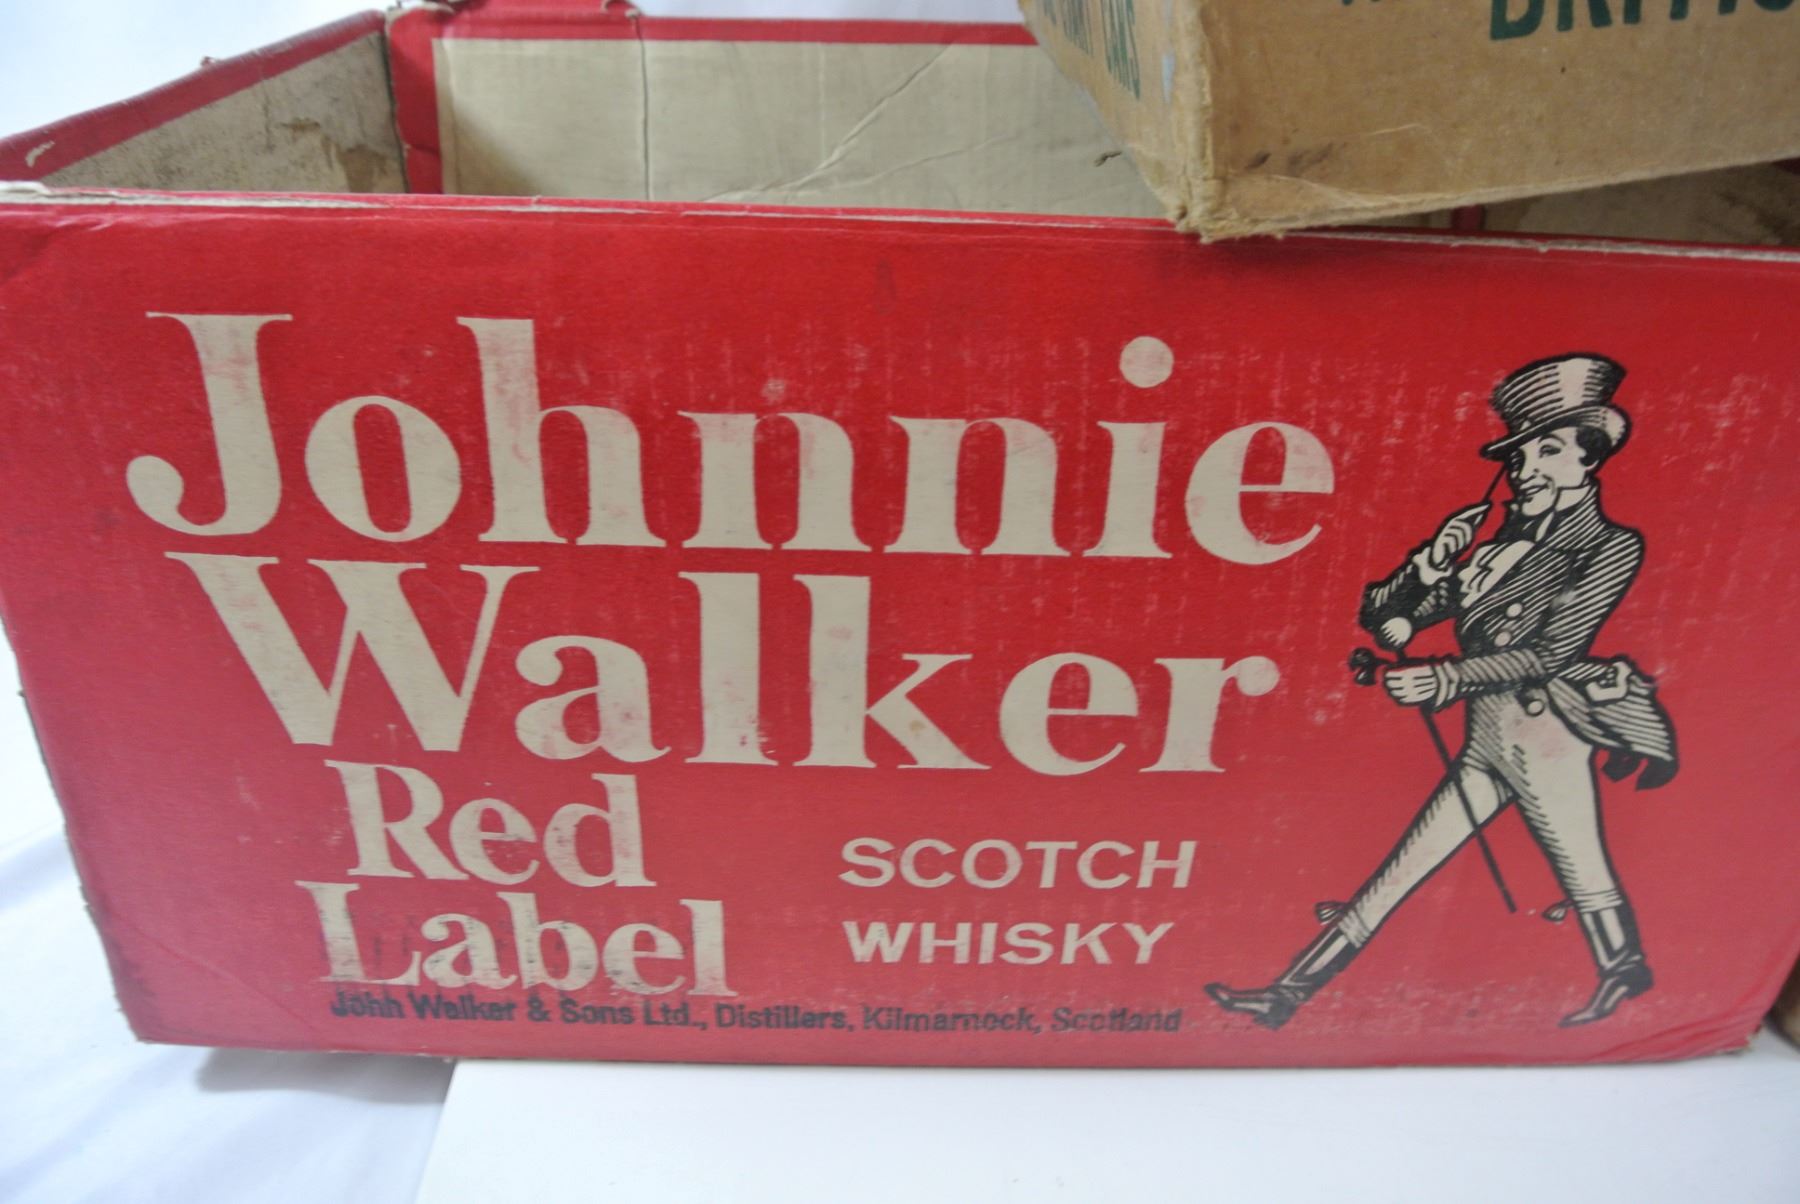 Johnnie
Walker
Red
Label
SCOTCH
WHISKY
John Walker & Sons Ltd., Distillers, Kilmarnock, Scotland